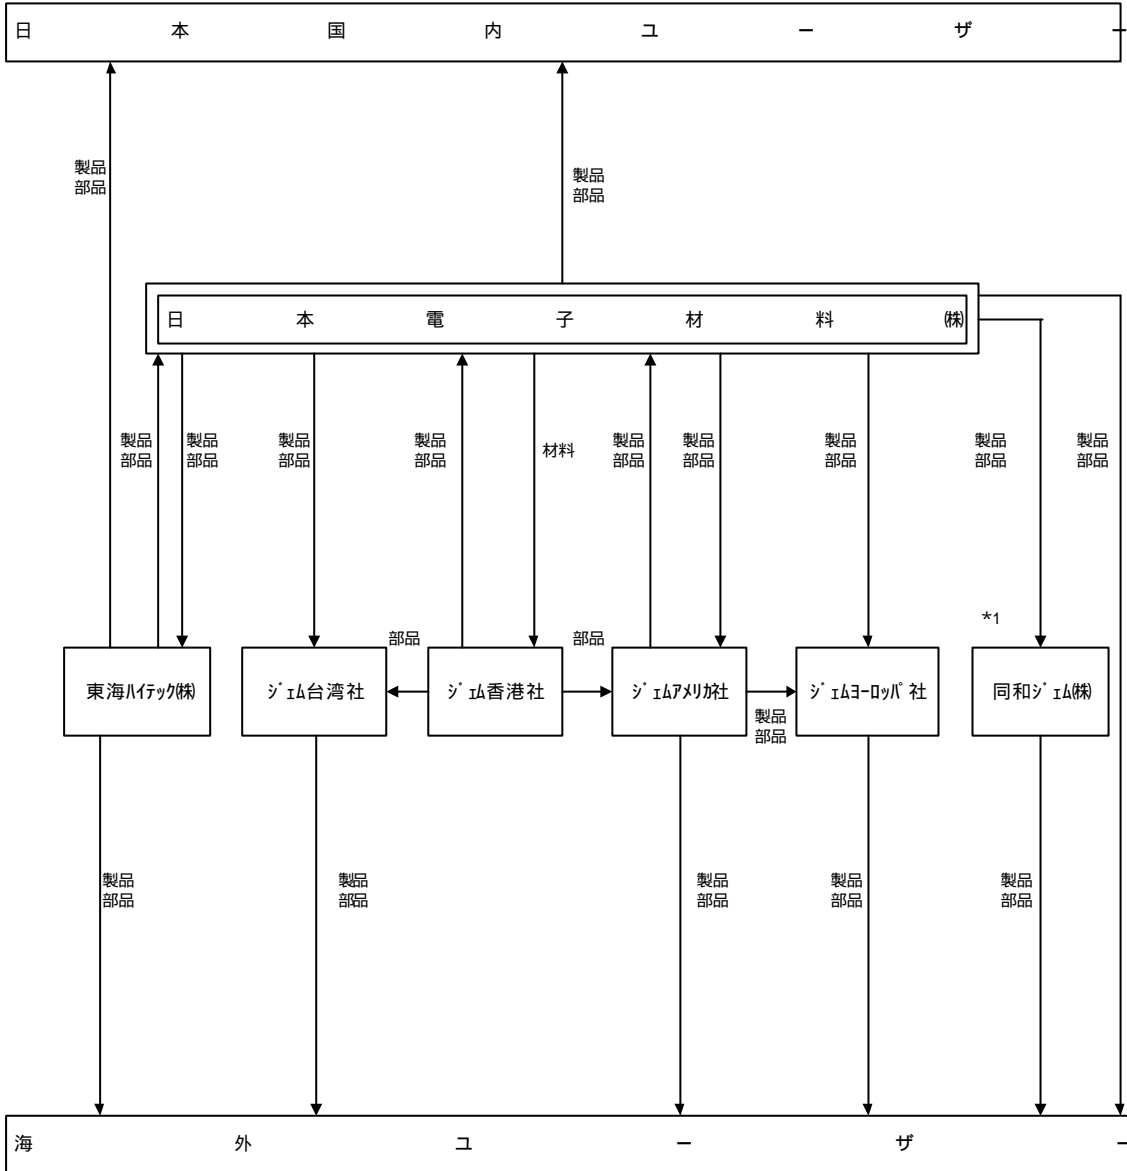 日本国内ユーザー
製品
部品
製品
部品
日本電子材料㈱
製品
部品
製品
部品
製品
部品
製品
部品
材料
製品
部品
製品
部品
製品
部品
製品
部品
製品
部品
*1
部品
部品
東海ﾊｲﾃｯｸ㈱
ｼﾞｪﾑ台湾社
ｼﾞｪﾑ香港社
ｼﾞｪﾑｱﾒﾘｶ社
ｼﾞｪﾑﾖｰﾛｯﾊﾟ社
同和ｼﾞｪﾑ㈱
製品
部品
製品
部品
製品
部品
製品
部品
製品
部品
製品
部品
海外ユーザー